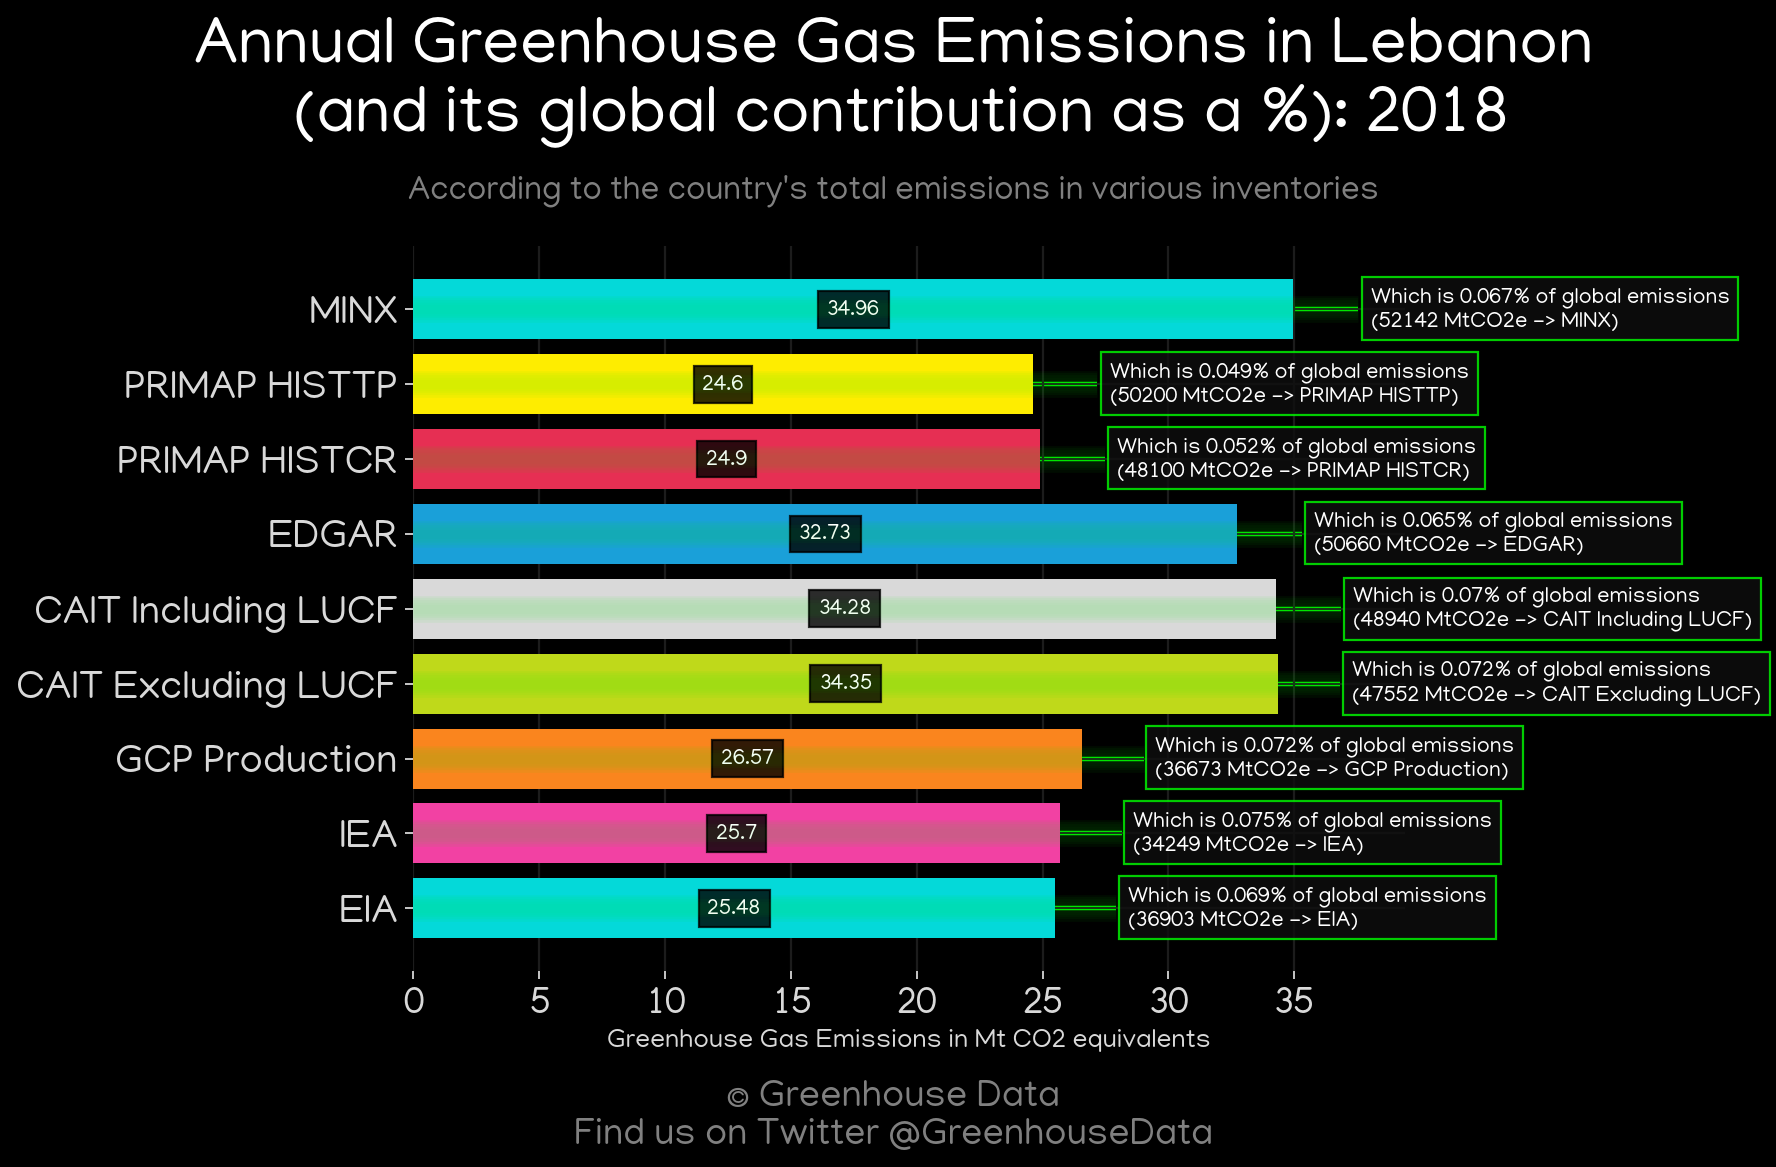 Annual Greenhouse Gas Emissions in Lebanon
(and its global contribution as a %): 2018
According to the country's total emissions in various inventories
MINX
34.96
Which is 0.067% of global emissions
(52142 MtCO2e -> MINX)
PRIMAP HISTTP
24.6
Which is 0.049% of global emissions
(50200 MtCO2e -> PRIMAP HISTTP)
PRIMAP HISTCR
24.9
Which is 0.052% of global emissions
(48100 MtCO2e -> PRIMAP HISTCR)
EDGAR
32.73
Which is 0.065% of global emissions
(50660 MtCO2e -> EDGAR)
CAIT Including LUCF
34.28
Which is 0.07% of global emissions
(48940 MtCO2e -> CAIT Including LUCF)
CAIT Excluding LUCF
34.35
Which is 0.072% of global emissions
(47552 MtCO2e -> CAIT Excluding LUCF)
GCP Production
26.57
Which is 0.072% of global emissions
(36673 MtCO2e -> GCP Production)
IEA
25.7
Which is 0.075% of global emissions
(34249 MtCO2e -> IEA)
EIA
25.48
Which is 0.069% of global emissions
(36903 MtCO2e -> EIA)
0 5 10 15 20 25 30 35
Greenhouse Gas Emissions in Mt CO2 equivalents
© Greenhouse Data
Find us on Twitter @GreenhouseData